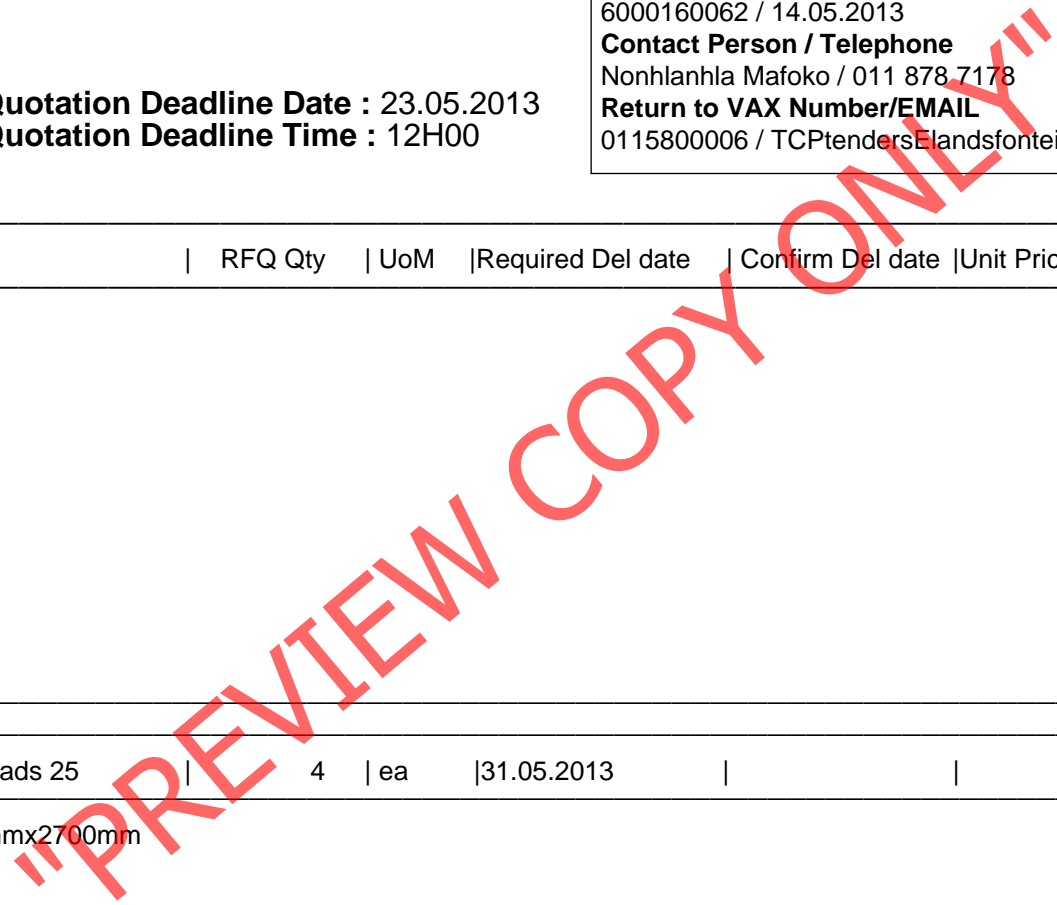 6000160062 / 14.05.2013
Contact Person / Telephone
Nonhlanhla Mafoko / 011 878 7178
Quotation Deadline Date : 23.05.2013
Return to VAX Number/EMAIL
Quotation Deadline Time : 12H00
0115800006 / TCPtendersElandsfontei
| RFQ Qty | UoM |Required Del date | Confirm Del date |Unit Pric
ads 25 | 4 | ea |31.05.2013 | |
mx2700mm
"PREVIEW COPY ONLY"